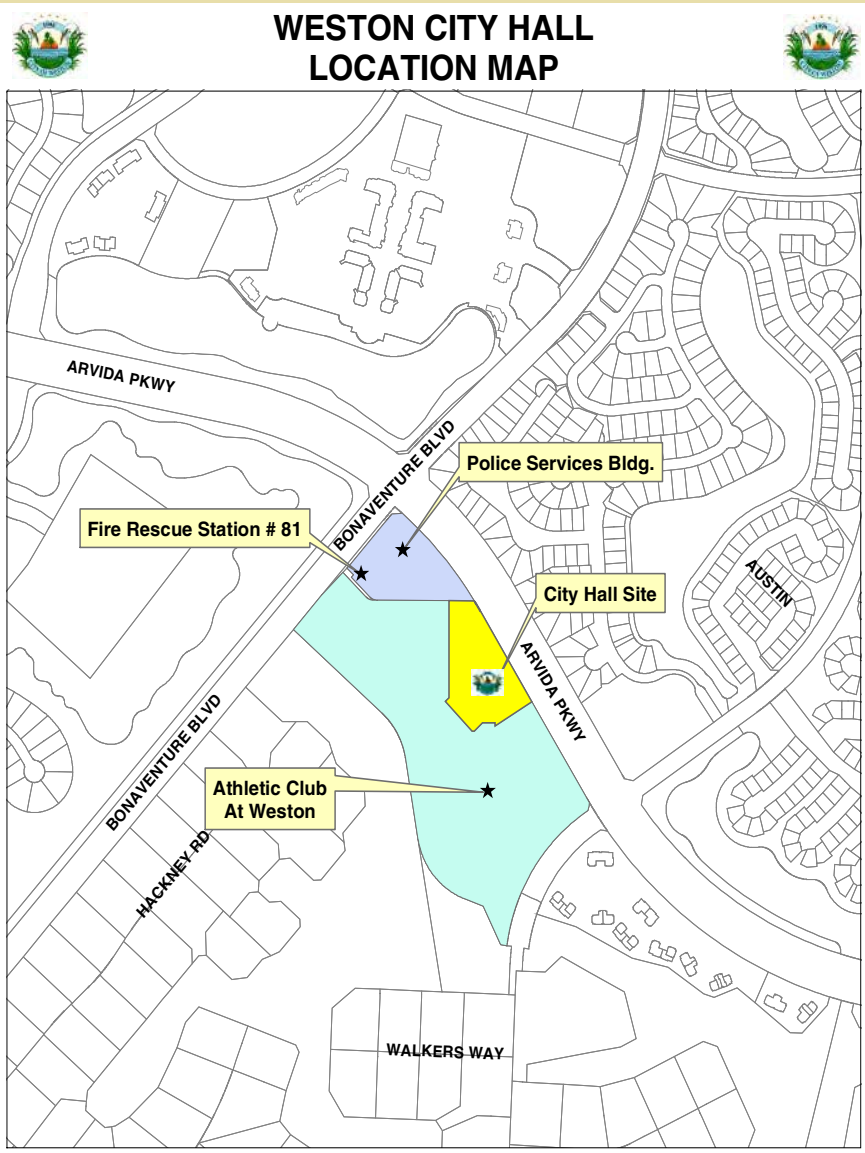 WESTON CITY HALL
LOCATION MAP
ARVIDA PKWY
BONAVENTURE BLVD
Police Services Bldg.
Fire Rescue Station # 81
City Hall Site
AUSTIN
ARVIDA PKWY
BONAVENTURE BLVD
Athletic Club
At Weston
HACKNEY RD
WALKERS WAY